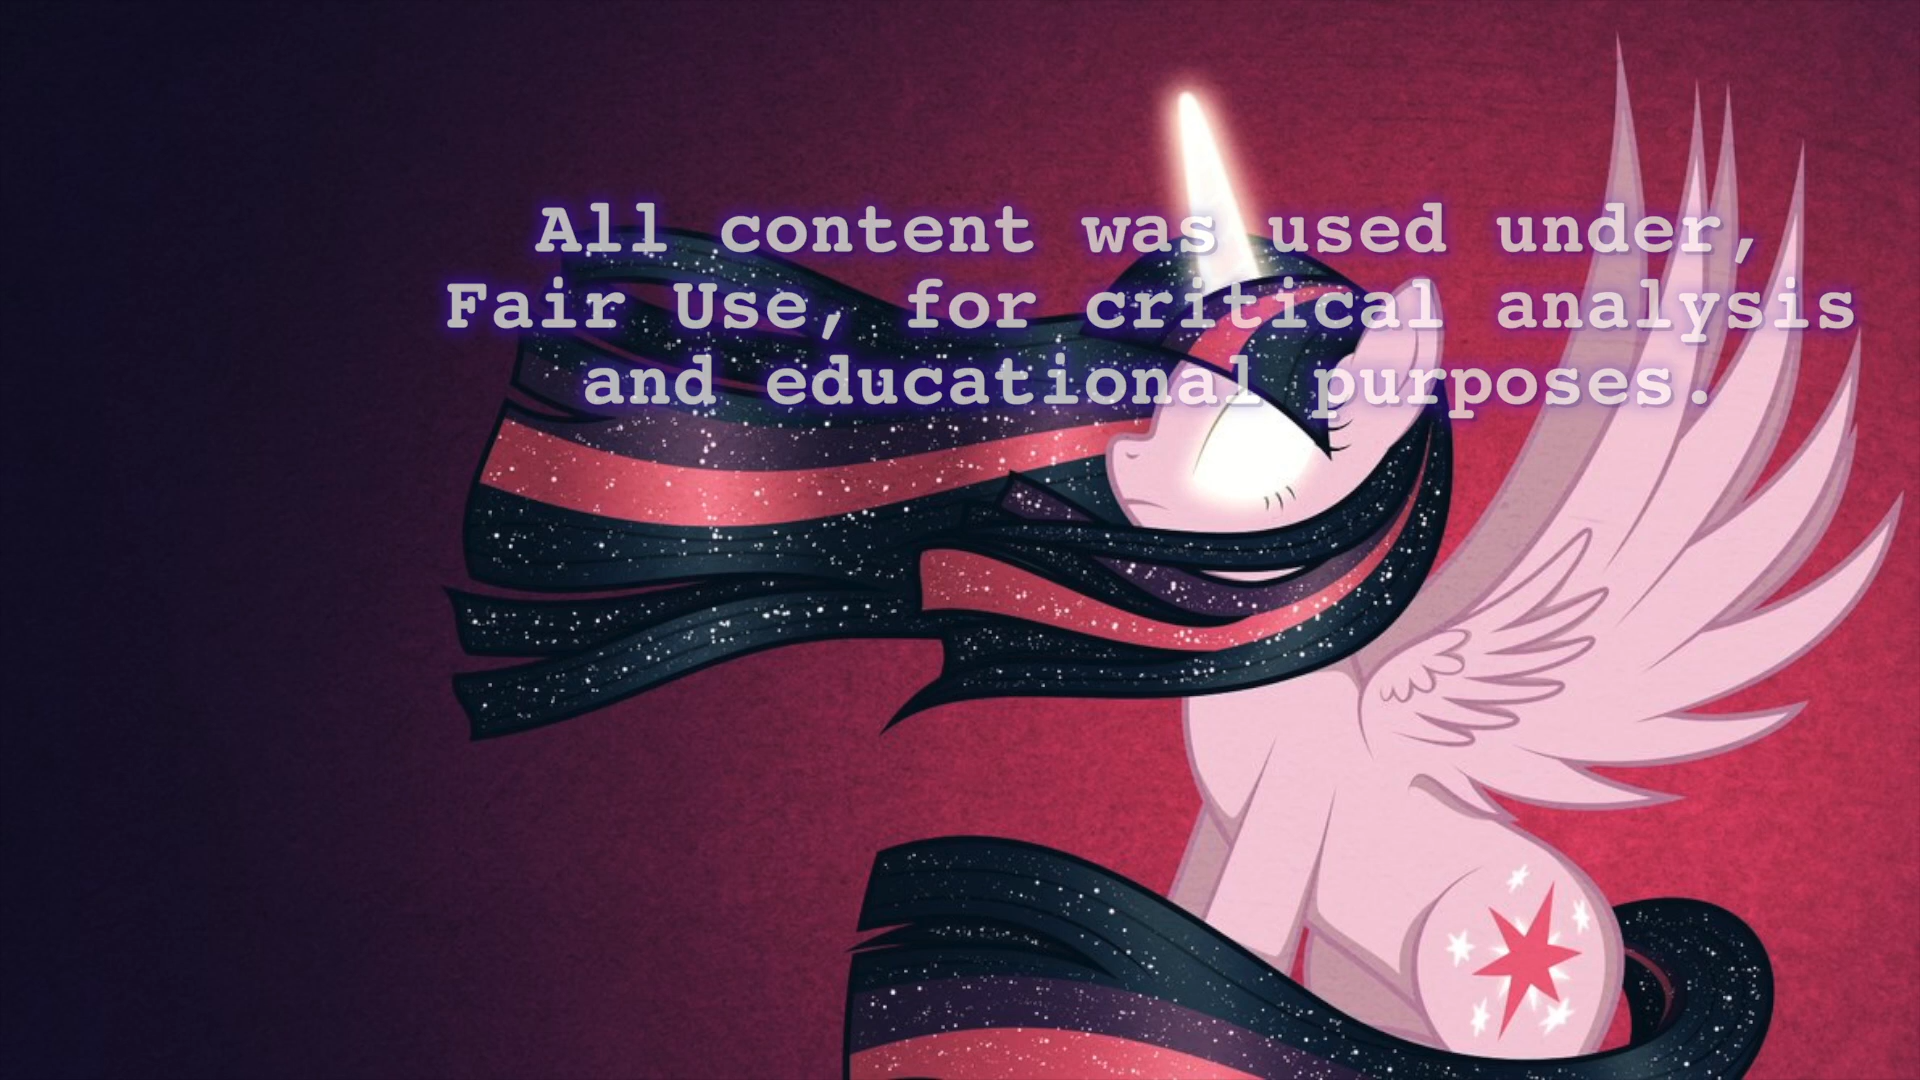 All content was used under,
Fair Use, for critical analysis
and educational purposes.